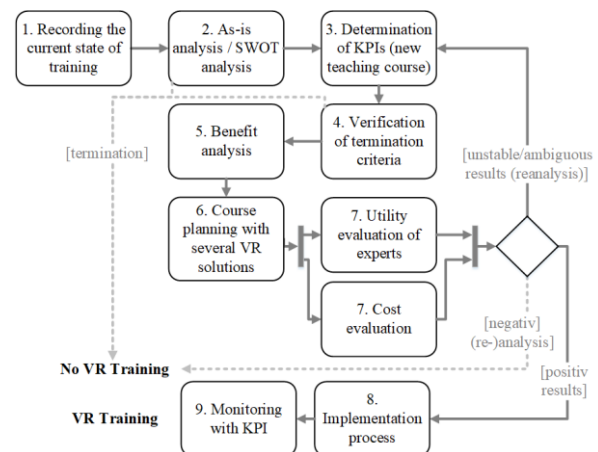 1. Recording the
current state of
training
2. As-is
analysis / SWOT
analysis
3. Determination
of KPIs (new
teaching course)
4. Verification
of termination
criteria
5. Benefit
analysis
[termination]
[unstable/ambiguous
results (reanalysis)]
6. Course
planning with
several VR
solutions
7. Utility
evaluation of
experts
7. Cost
evaluation
[negativ]
(re-)analysis]
[positiv
results]
No VR Training
VR Training
9. Monitoring
with KPI
8.
Implementation
process